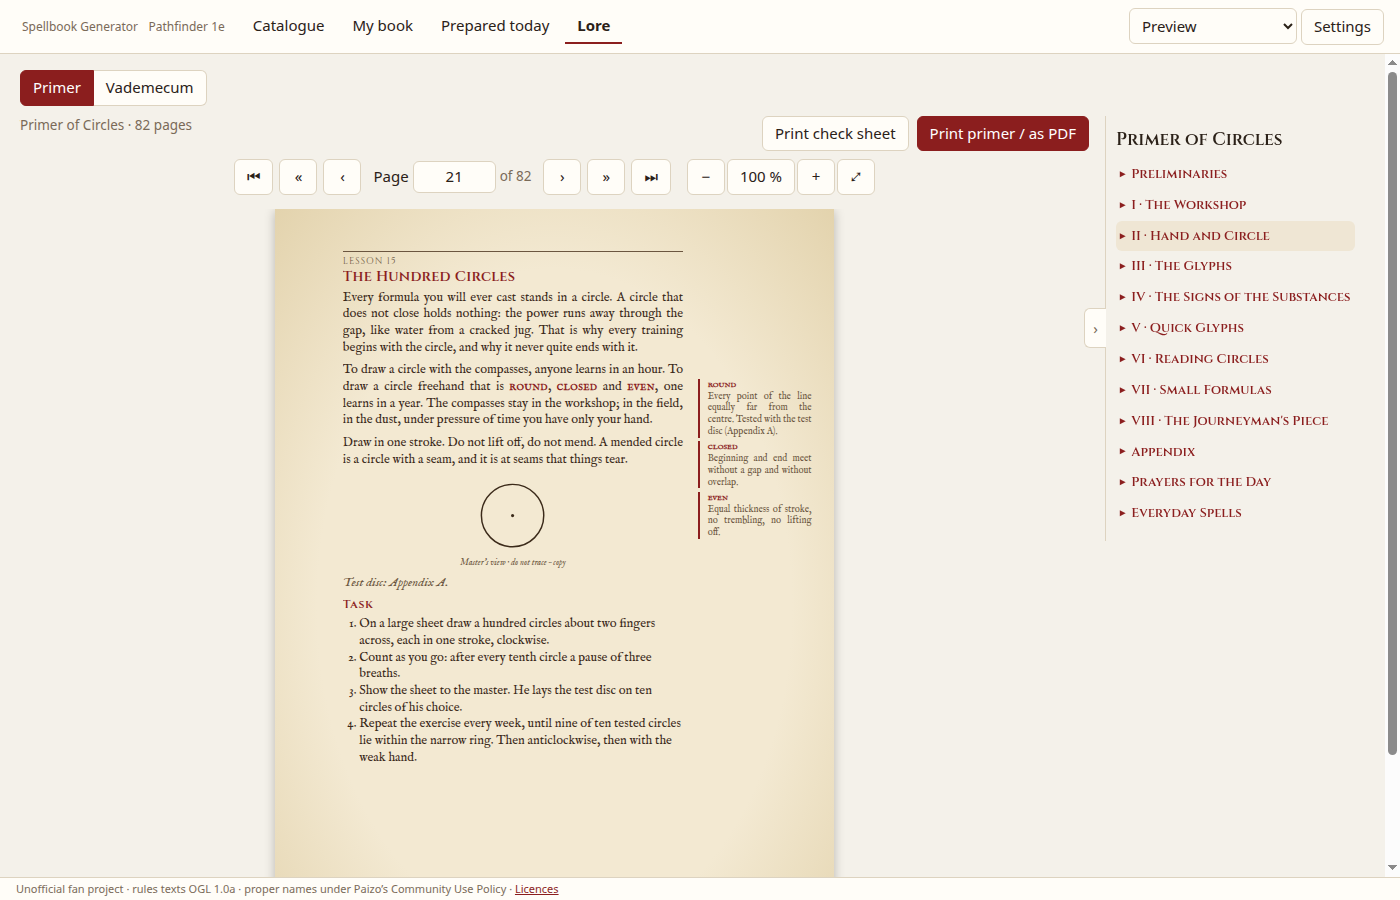 Spellbook Generator Pathfinder 1e Catalogue My book Prepared today Lore Preview Settings
Primer Vademecum
Primer of Circles · 82 pages
Print check sheet Print primer / as PDF
⏮ « ‹ Page 21 of 82 › » ⏭ − 100 % + ⤢
LESSON 15
The Hundred Circles
Every formula you will ever cast stands in a circle. A circle that
does not close holds nothing: the power runs away through the
gap, like water from a cracked jug. That is why every training
begins with the circle, and why it never quite ends with it.
To draw a circle with the compasses, anyone learns in an hour. To
draw a circle freehand that is ROUND, CLOSED and EVEN, one
learns in a year. The compasses stay in the workshop; in the field,
in the dust, under pressure of time you have only your hand.
Draw in one stroke. Do not lift off, do not mend. A mended circle
is a circle with a seam, and it is at seams that things tear.
ROUND
Every point of the line
equally far from the
centre. Tested with the test
disc (Appendix A).
CLOSED
Beginning and end meet
without a gap and without
overlap.
EVEN
Equal thickness of stroke,
no trembling, no lifting
off.
Master's view · do not trace – copy
Test disc: Appendix A.
Task
1. On a large sheet draw a hundred circles about two fingers
across, each in one stroke, clockwise.
2. Count as you go: after every tenth circle a pause of three
breaths.
3. Show the sheet to the master. He lays the test disc on ten
circles of his choice.
4. Repeat the exercise every week, until nine of ten tested circles
lie within the narrow ring. Then anticlockwise, then with the
weak hand.
Primer of Circles
▸ Preliminaries
▸ I · The Workshop
▸ II · Hand and Circle
▸ III · The Glyphs
▸ IV · The Signs of the Substances
▸ V · Quick Glyphs
▸ VI · Reading Circles
▸ VII · Small Formulas
▸ VIII · The Journeyman's Piece
▸ Appendix
▸ Prayers for the Day
▸ Everyday Spells
›
Unofficial fan project · rules texts OGL 1.0a · proper names under Paizo's Community Use Policy · Licences